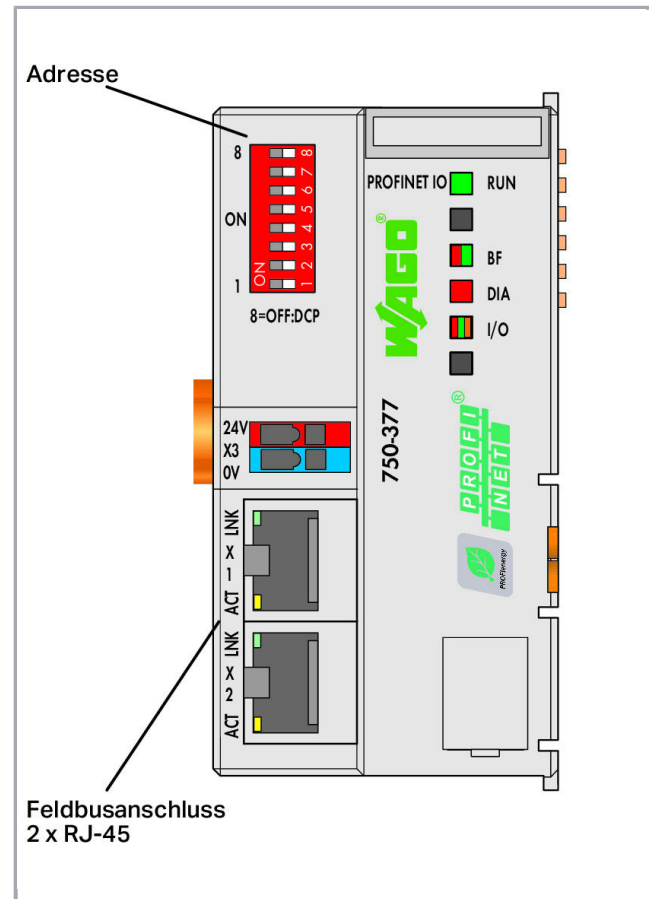 Adresse
8
ON
1
8
7
6
5
4
3
2
1
ON
8=OFF:DCP
PROFINET IO
RUN
BF
DIA
I/O
WAGO®
750-377
24V
X3
0V
PROFI®
NET
PROFIenergy
LNK
X
1
ACT
LNK
X
2
ACT
Feldbusanschluss
2 x RJ-45